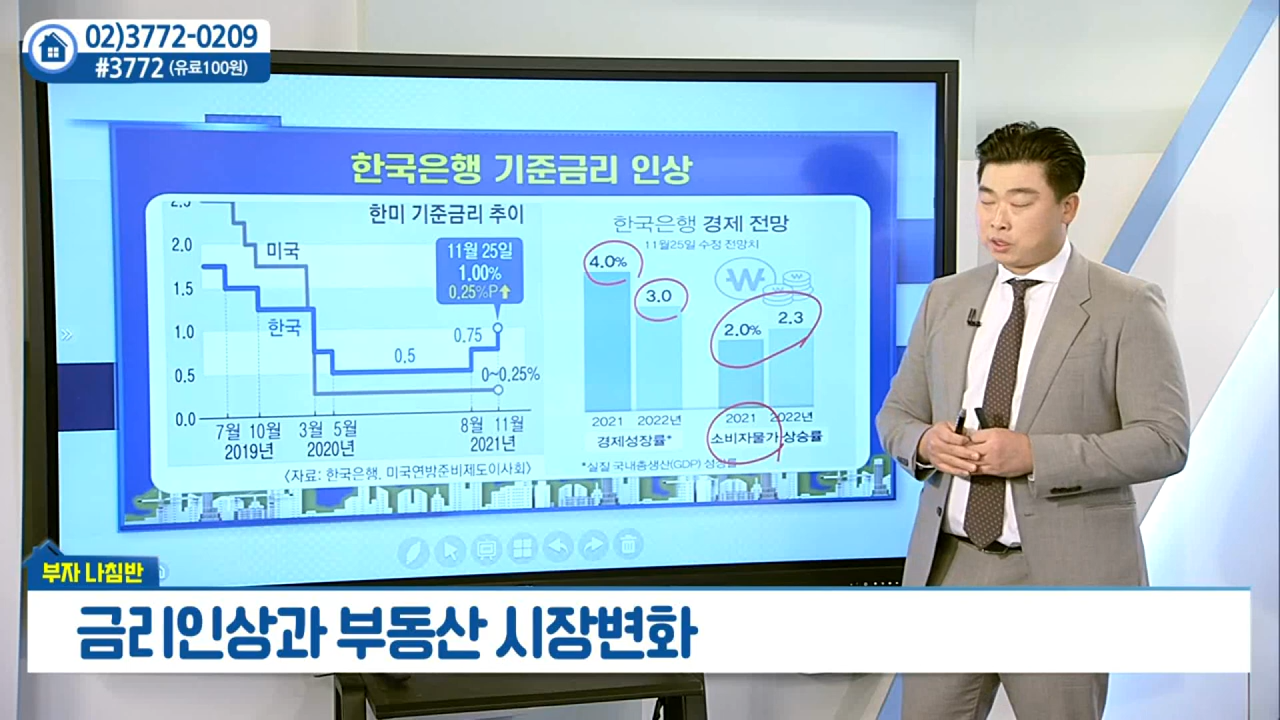 02)3772-0209
#3772 (유료100원)
한국은행 기준금리 인상
한미 기준금리 추이
2.5
2.0
1.5
1.0
0.5
0.0
미국
한국
11월 25일
1.00%
0.25%P
0.75
0.5
0~0.25%
7월 10월 3월 5월 8월 11월
2019년 2020년 2021년
〈자료: 한국은행, 미국연방준비제도이사회〉
한국은행 경제 전망
11월25일 수정 전망치
4.0%
3.0
2.0%
2.3
2021 2022년 2021 2022년
경제성장률* 소비자물가 상승률
*실질 국내총생산(GDP) 성장률
부자 나침반
금리인상과 부동산 시장변화